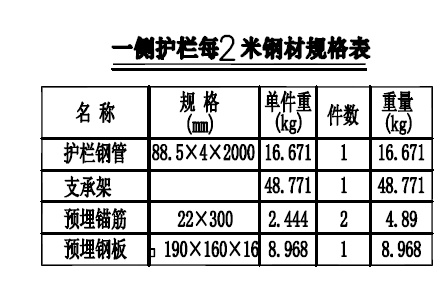 一侧护栏每2米钢材规格表
名称 规格(mm) 单件重(kg) 件数 重量(kg)
护栏钢管 88.5×4×2000 16.671 1 16.671
支承架 48.771 1 48.771
预埋锚筋 22×300 2.444 2 4.89
预埋钢板 □ 190×160×16 8.968 1 8.968